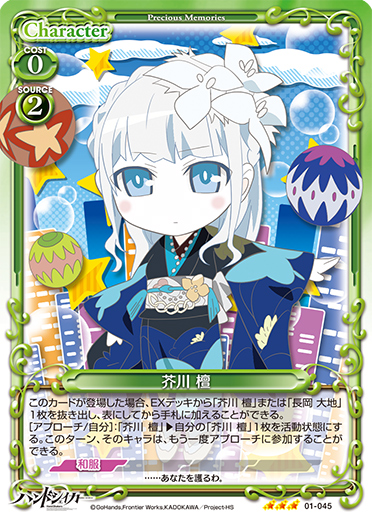 Precious Memories
Character
COST
0
SOURCE
2
芥川 檀
このカードが登場した場合、EXデッキから「芥川 檀」または「長岡 大地」
1枚を抜き出し、表にしてから手札に加えることができる。
[アプローチ/自分]:「芥川 檀」▶自分の「芥川 檀」1枚を活動状態にす
る。このターン、そのキャラは、もう一度アプローチに参加することが
できる。
和服
……あなたを護るわ。
ハンドシェイカー
★★★ 01-045
©GoHands,Frontier Works,KADOKAWA／Project-HIS